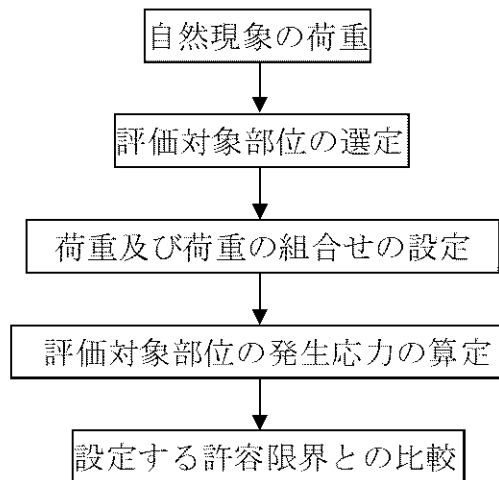 自然現象の荷重
評価対象部位の選定
荷重及び荷重の組合せの設定
評価対象部位の発生応力の算定
設定する許容限界との比較